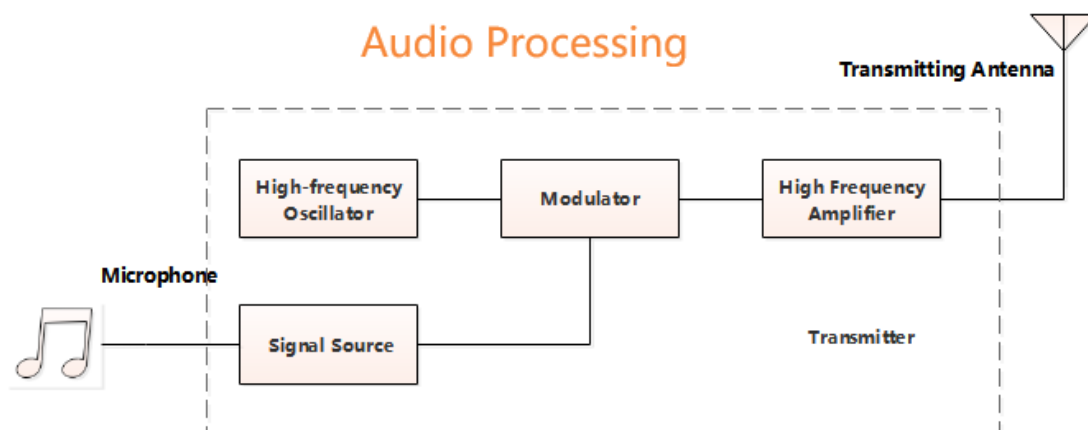 Audio Processing
Transmitting Antenna
High-frequency
Oscillator
Modulator
High Frequency
Amplifier
Microphone
Signal Source
Transmitter